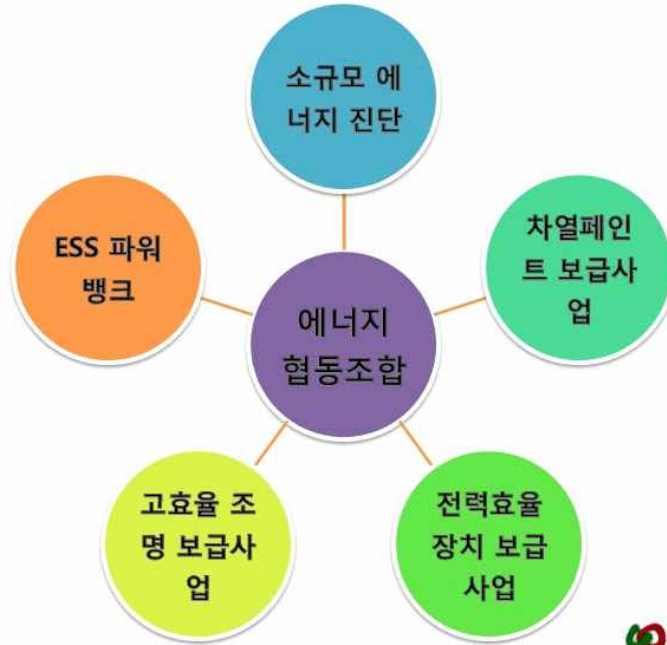 소규모 에
너지 진단
ESS 파워
뱅크
차열페인
트 보급사
업
에너지
협동조합
고효율 조
명 보급사
업
전력효율
장치 보급
사업